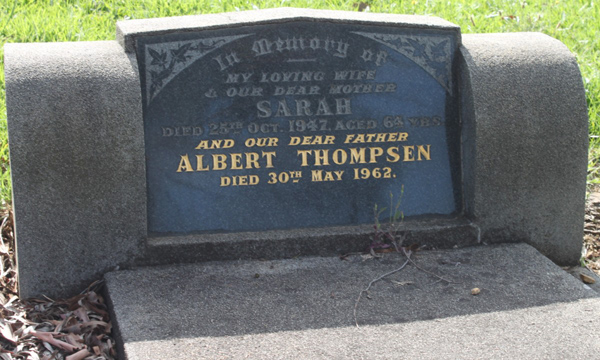 In Memory of
MY LOVING WIFE
& OUR DEAR MOTHER
SARAH
DIED 25TH OCT. 1947. AGED 64 YRS
AND OUR DEAR FATHER
ALBERT THOMPSEN
DIED 30TH MAY 1962.